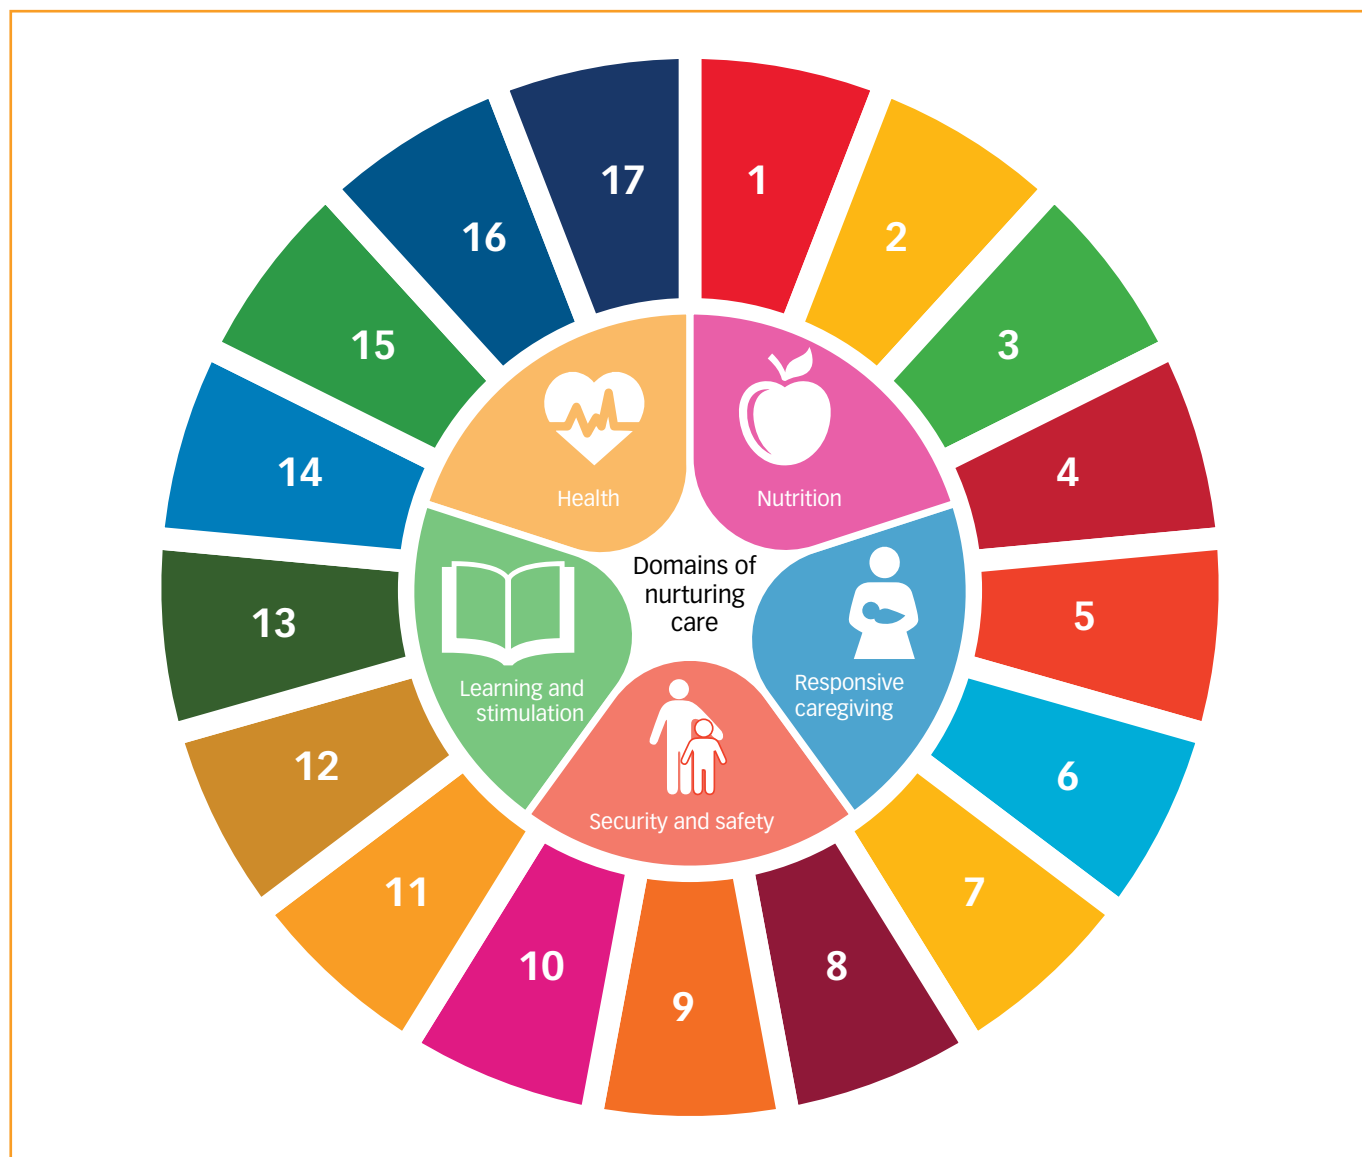 17
1
16
2
15
3
14
4
Health
Nutrition
Domains of
nurturing
care
13
5
Learning and
stimulation
Responsive
caregiving
12
6
Security and safety
11
7
10
8
9